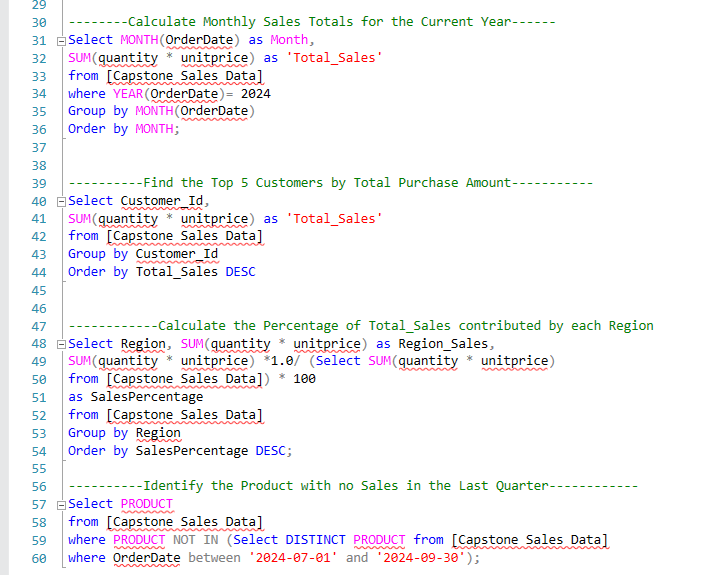 29
30 --------Calculate Monthly Sales Totals for the Current Year------
31 Select MONTH(OrderDate) as Month,
32 SUM(quantity * unitprice) as 'Total_Sales'
33 from [Capstone Sales Data]
34 where YEAR(OrderDate)= 2024
35 Group by MONTH(OrderDate)
36 Order by MONTH;
37
38
39 ----------Find the Top 5 Customers by Total Purchase Amount-----------
40 Select Customer_Id,
41 SUM(quantity * unitprice) as 'Total_Sales'
42 from [Capstone Sales Data]
43 Group by Customer_Id
44 Order by Total_Sales DESC
45
46
47 ------------Calculate the Percentage of Total_Sales contributed by each Region
48 Select Region, SUM(quantity * unitprice) as Region_Sales,
49 SUM(quantity * unitprice) *1.0/ (Select SUM(quantity * unitprice)
50 from [Capstone Sales Data]) * 100
51 as SalesPercentage
52 from [Capstone Sales Data]
53 Group by Region
54 Order by SalesPercentage DESC;
55
56 ----------Identify the Product with no Sales in the Last Quarter------------
57 Select PRODUCT
58 from [Capstone Sales Data]
59 where PRODUCT NOT IN (Select DISTINCT PRODUCT from [Capstone Sales Data]
60 where OrderDate between '2024-07-01' and '2024-09-30');